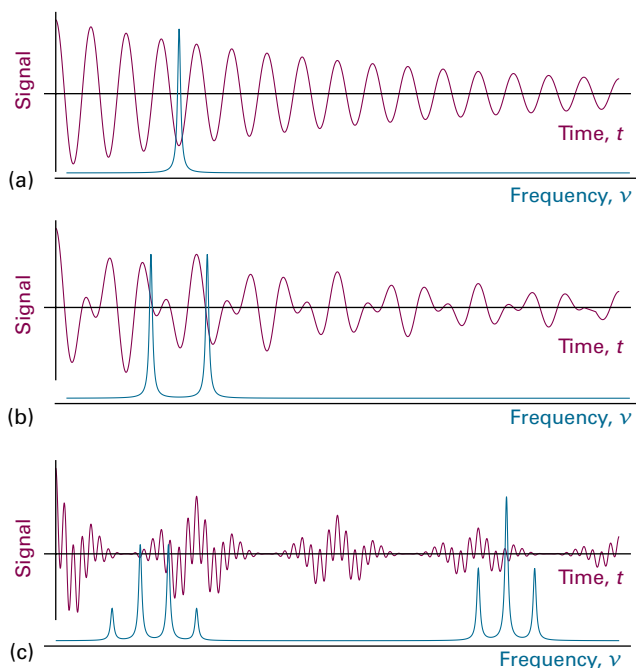 Signal
Time, t
(a)
Frequency, ν
Signal
Time, t
(b)
Frequency, ν
Signal
Time, t
(c)
Frequency, ν